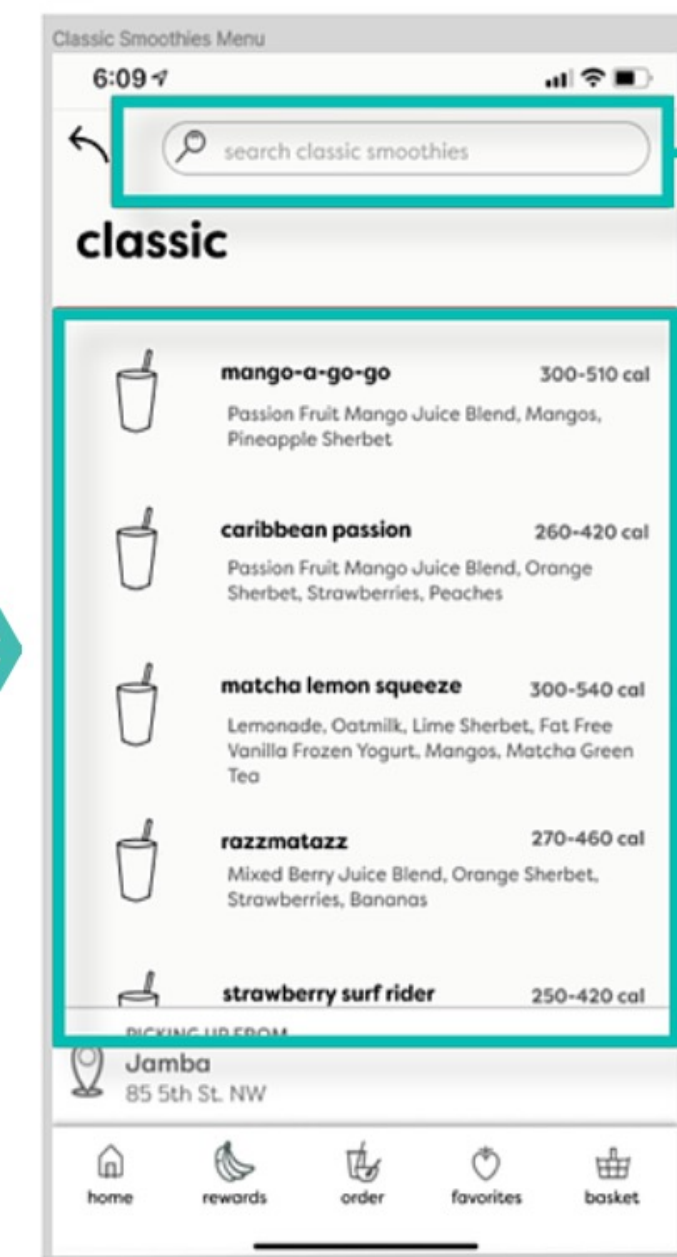 Classic Smoothies Menu
6:09
search classic smoothies
classic
mango-a-go-go 300-510 cal
Passion Fruit Mango Juice Blend, Mangos,
Pineapple Sherbet
caribbean passion 260-420 cal
Passion Fruit Mango Juice Blend, Orange
Sherbet, Strawberries, Peaches
matcha lemon squeeze 300-540 cal
Lemonade, Oatmilk, Lime Sherbet, Fat Free
Vanilla Frozen Yogurt, Mangos, Matcha Green
Tea
razzmatazz 270-460 cal
Mixed Berry Juice Blend, Orange Sherbet,
Strawberries, Bananas
strawberry surf rider 250-420 cal
PICKING UP FROM
Jamba
85 5th St. NW
home rewards order favorites basket